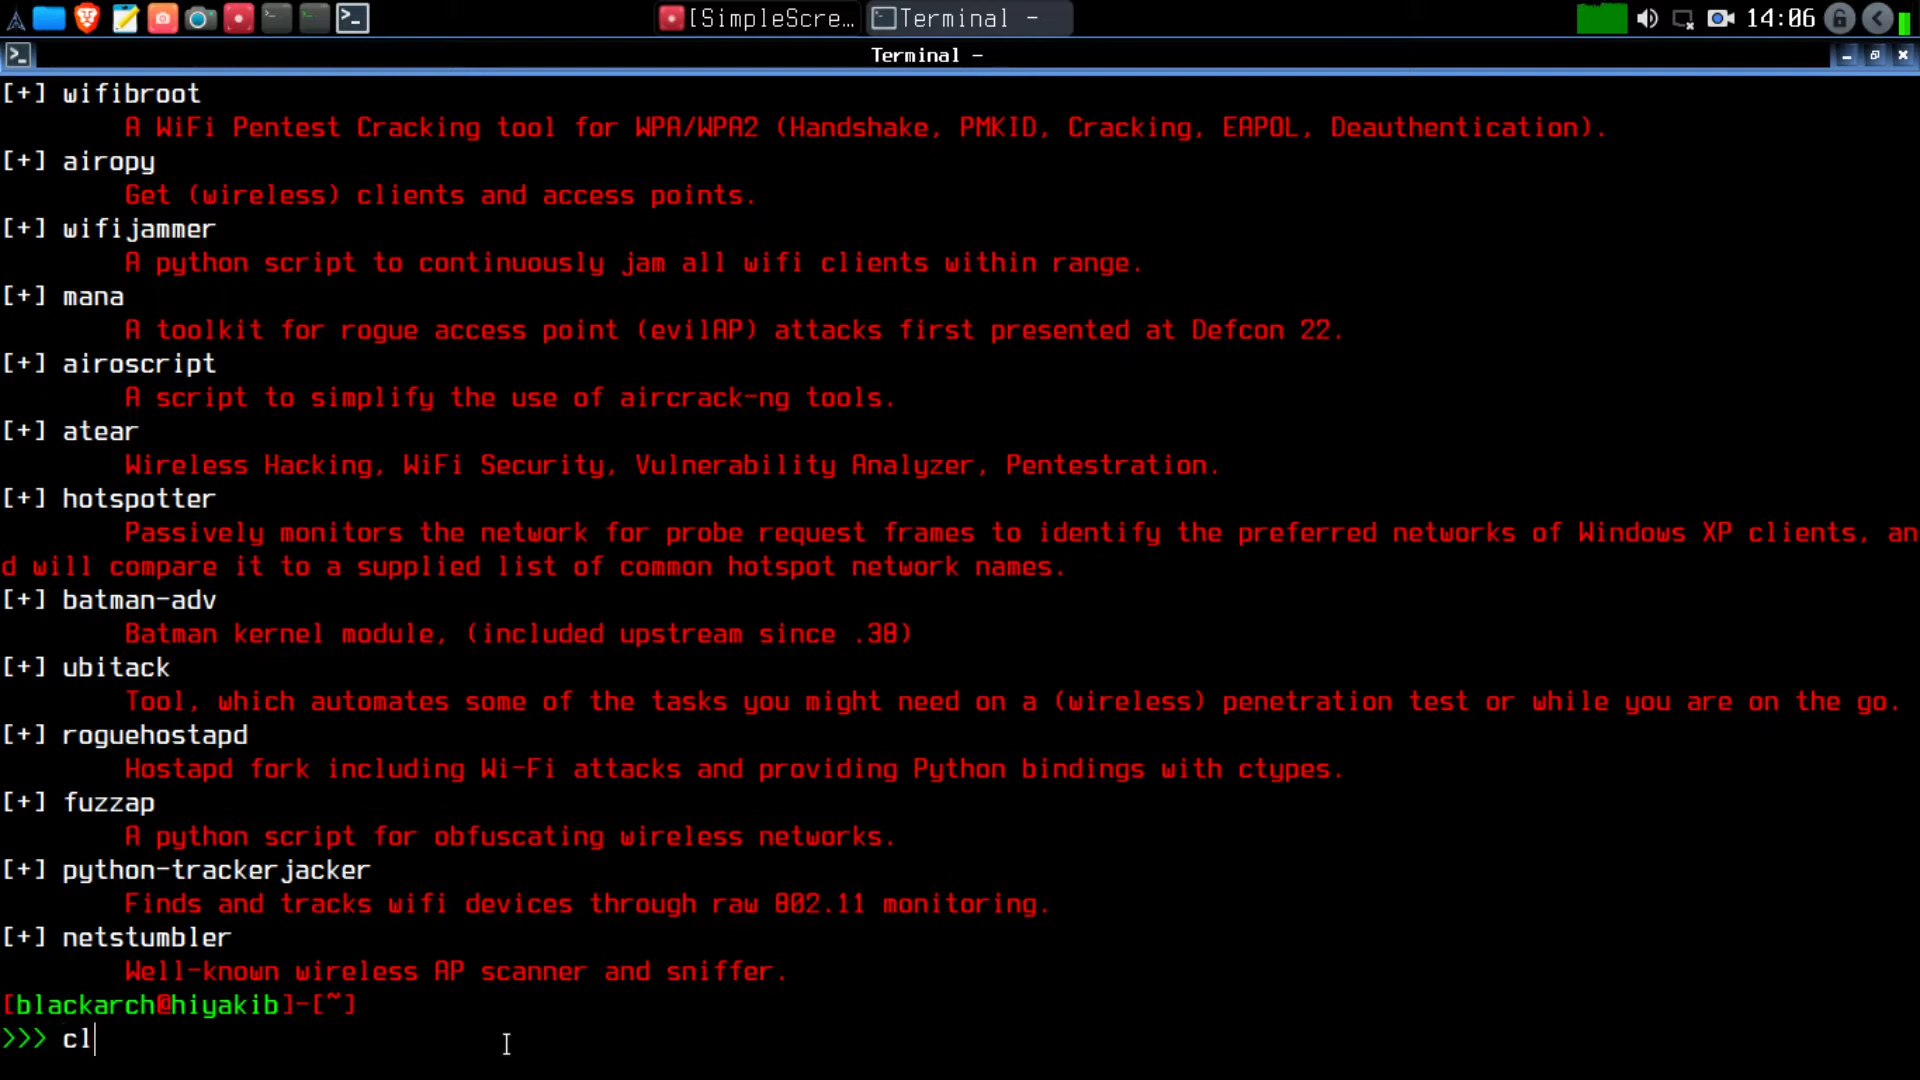 [SimpleScre… Terminal - 14:06
Terminal -
[+] wifibroot
A WiFi Pentest Cracking tool for WPA/WPA2 (Handshake, PMKID, Cracking, EAPOL, Deauthentication).
[+] airopy
Get (wireless) clients and access points.
[+] wifijammer
A python script to continuously jam all wifi clients within range.
[+] mana
A toolkit for rogue access point (evilAP) attacks first presented at Defcon 22.
[+] airoscript
A script to simplify the use of aircrack-ng tools.
[+] atear
Wireless Hacking, WiFi Security, Vulnerability Analyzer, Pentestration.
[+] hotspotter
Passively monitors the network for probe request frames to identify the preferred networks of Windows XP clients, an
d will compare it to a supplied list of common hotspot network names.
[+] batman-adv
Batman kernel module, (included upstream since .38)
[+] ubitack
Tool, which automates some of the tasks you might need on a (wireless) penetration test or while you are on the go.
[+] roguehostapd
Hostapd fork including Wi-Fi attacks and providing Python bindings with ctypes.
[+] fuzzap
A python script for obfuscating wireless networks.
[+] python-trackerjacker
Finds and tracks wifi devices through raw 802.11 monitoring.
[+] netstumbler
Well-known wireless AP scanner and sniffer.
[blackarch@hiyakib]-[~]
>>> cl